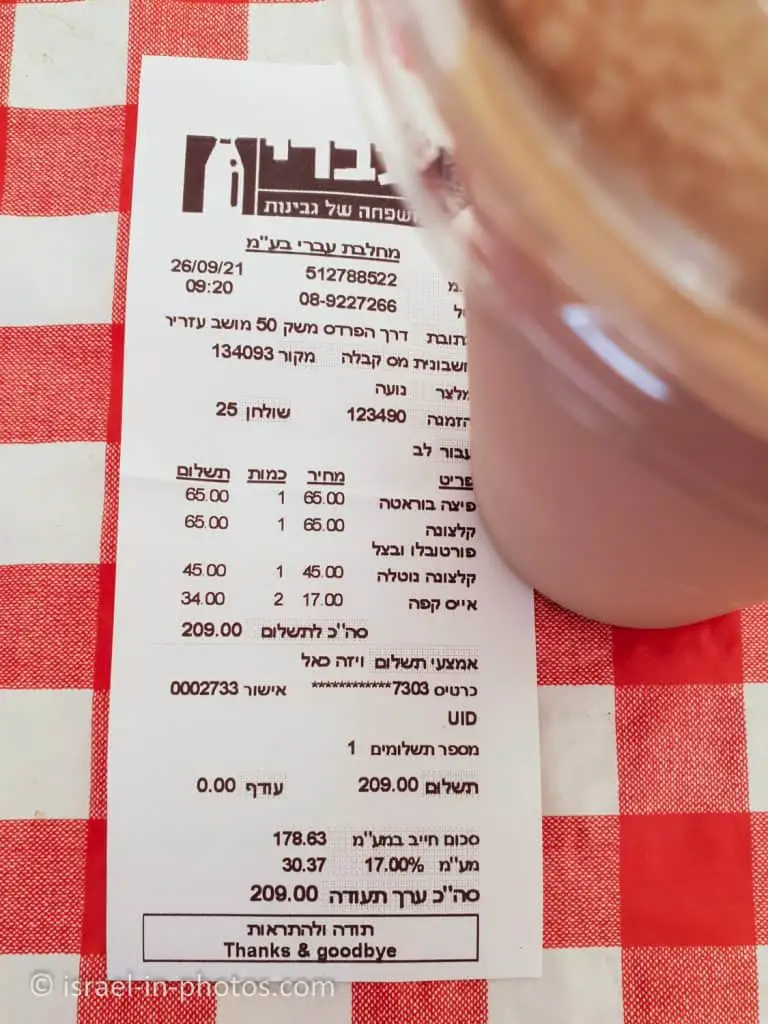 של גבינות
מחלבת עברי בע"מ
512788522 26/09/21
08-9227266 09:20
דרך הפרדס משק 50 מושב עזריר
מס קבלה מקור 134093
מלצר נועה
הזמנה 123490 שולחן 25
עבור לב
פריט מחיר כמות תשלום
פיצה בוראטה 65.00 1 65.00
קלצונה 65.00 1 65.00
פורטובלו ובצל
קלצונה נוטלה 45.00 1 45.00
אייס קפה 17.00 2 34.00
סה"כ לתשלום 209.00
אמצעי תשלום ויזה כאל
כרטיס 7303************ אישור 0002733
UID
מספר תשלומים 1
תשלום 209.00 עודף 0.00
סכום חייב במע"מ 178.63
מע"מ 17.00% 30.37
סה"כ ערך תעודה 209.00
תודה ולהתראות
Thanks & goodbye
© israel-in-photos.com